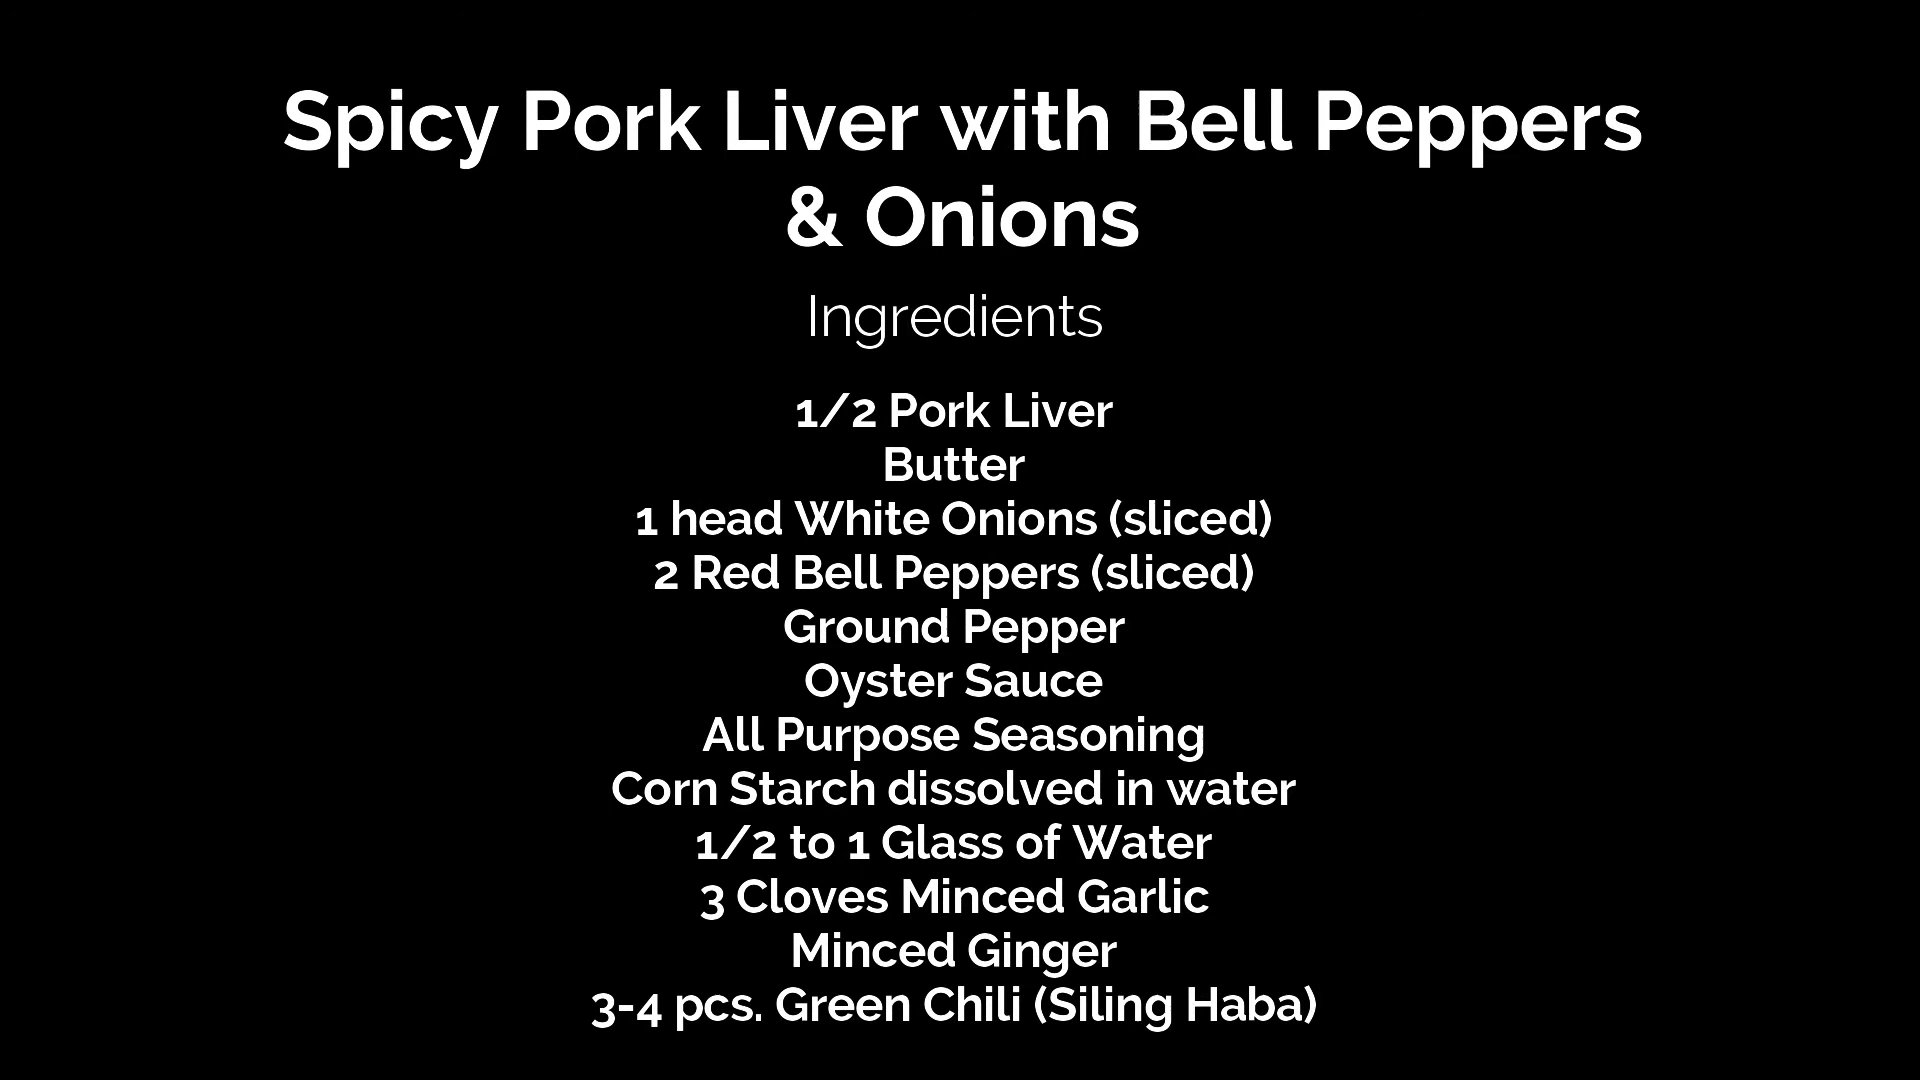 Spicy Pork Liver with Bell Peppers
& Onions
Ingredients
1/2 Pork Liver
Butter
1 head White Onions (sliced)
2 Red Bell Peppers (sliced)
Ground Pepper
Oyster Sauce
All Purpose Seasoning
Corn Starch dissolved in water
1/2 to 1 Glass of Water
3 Cloves Minced Garlic
Minced Ginger
3-4 pcs. Green Chili (Siling Haba)